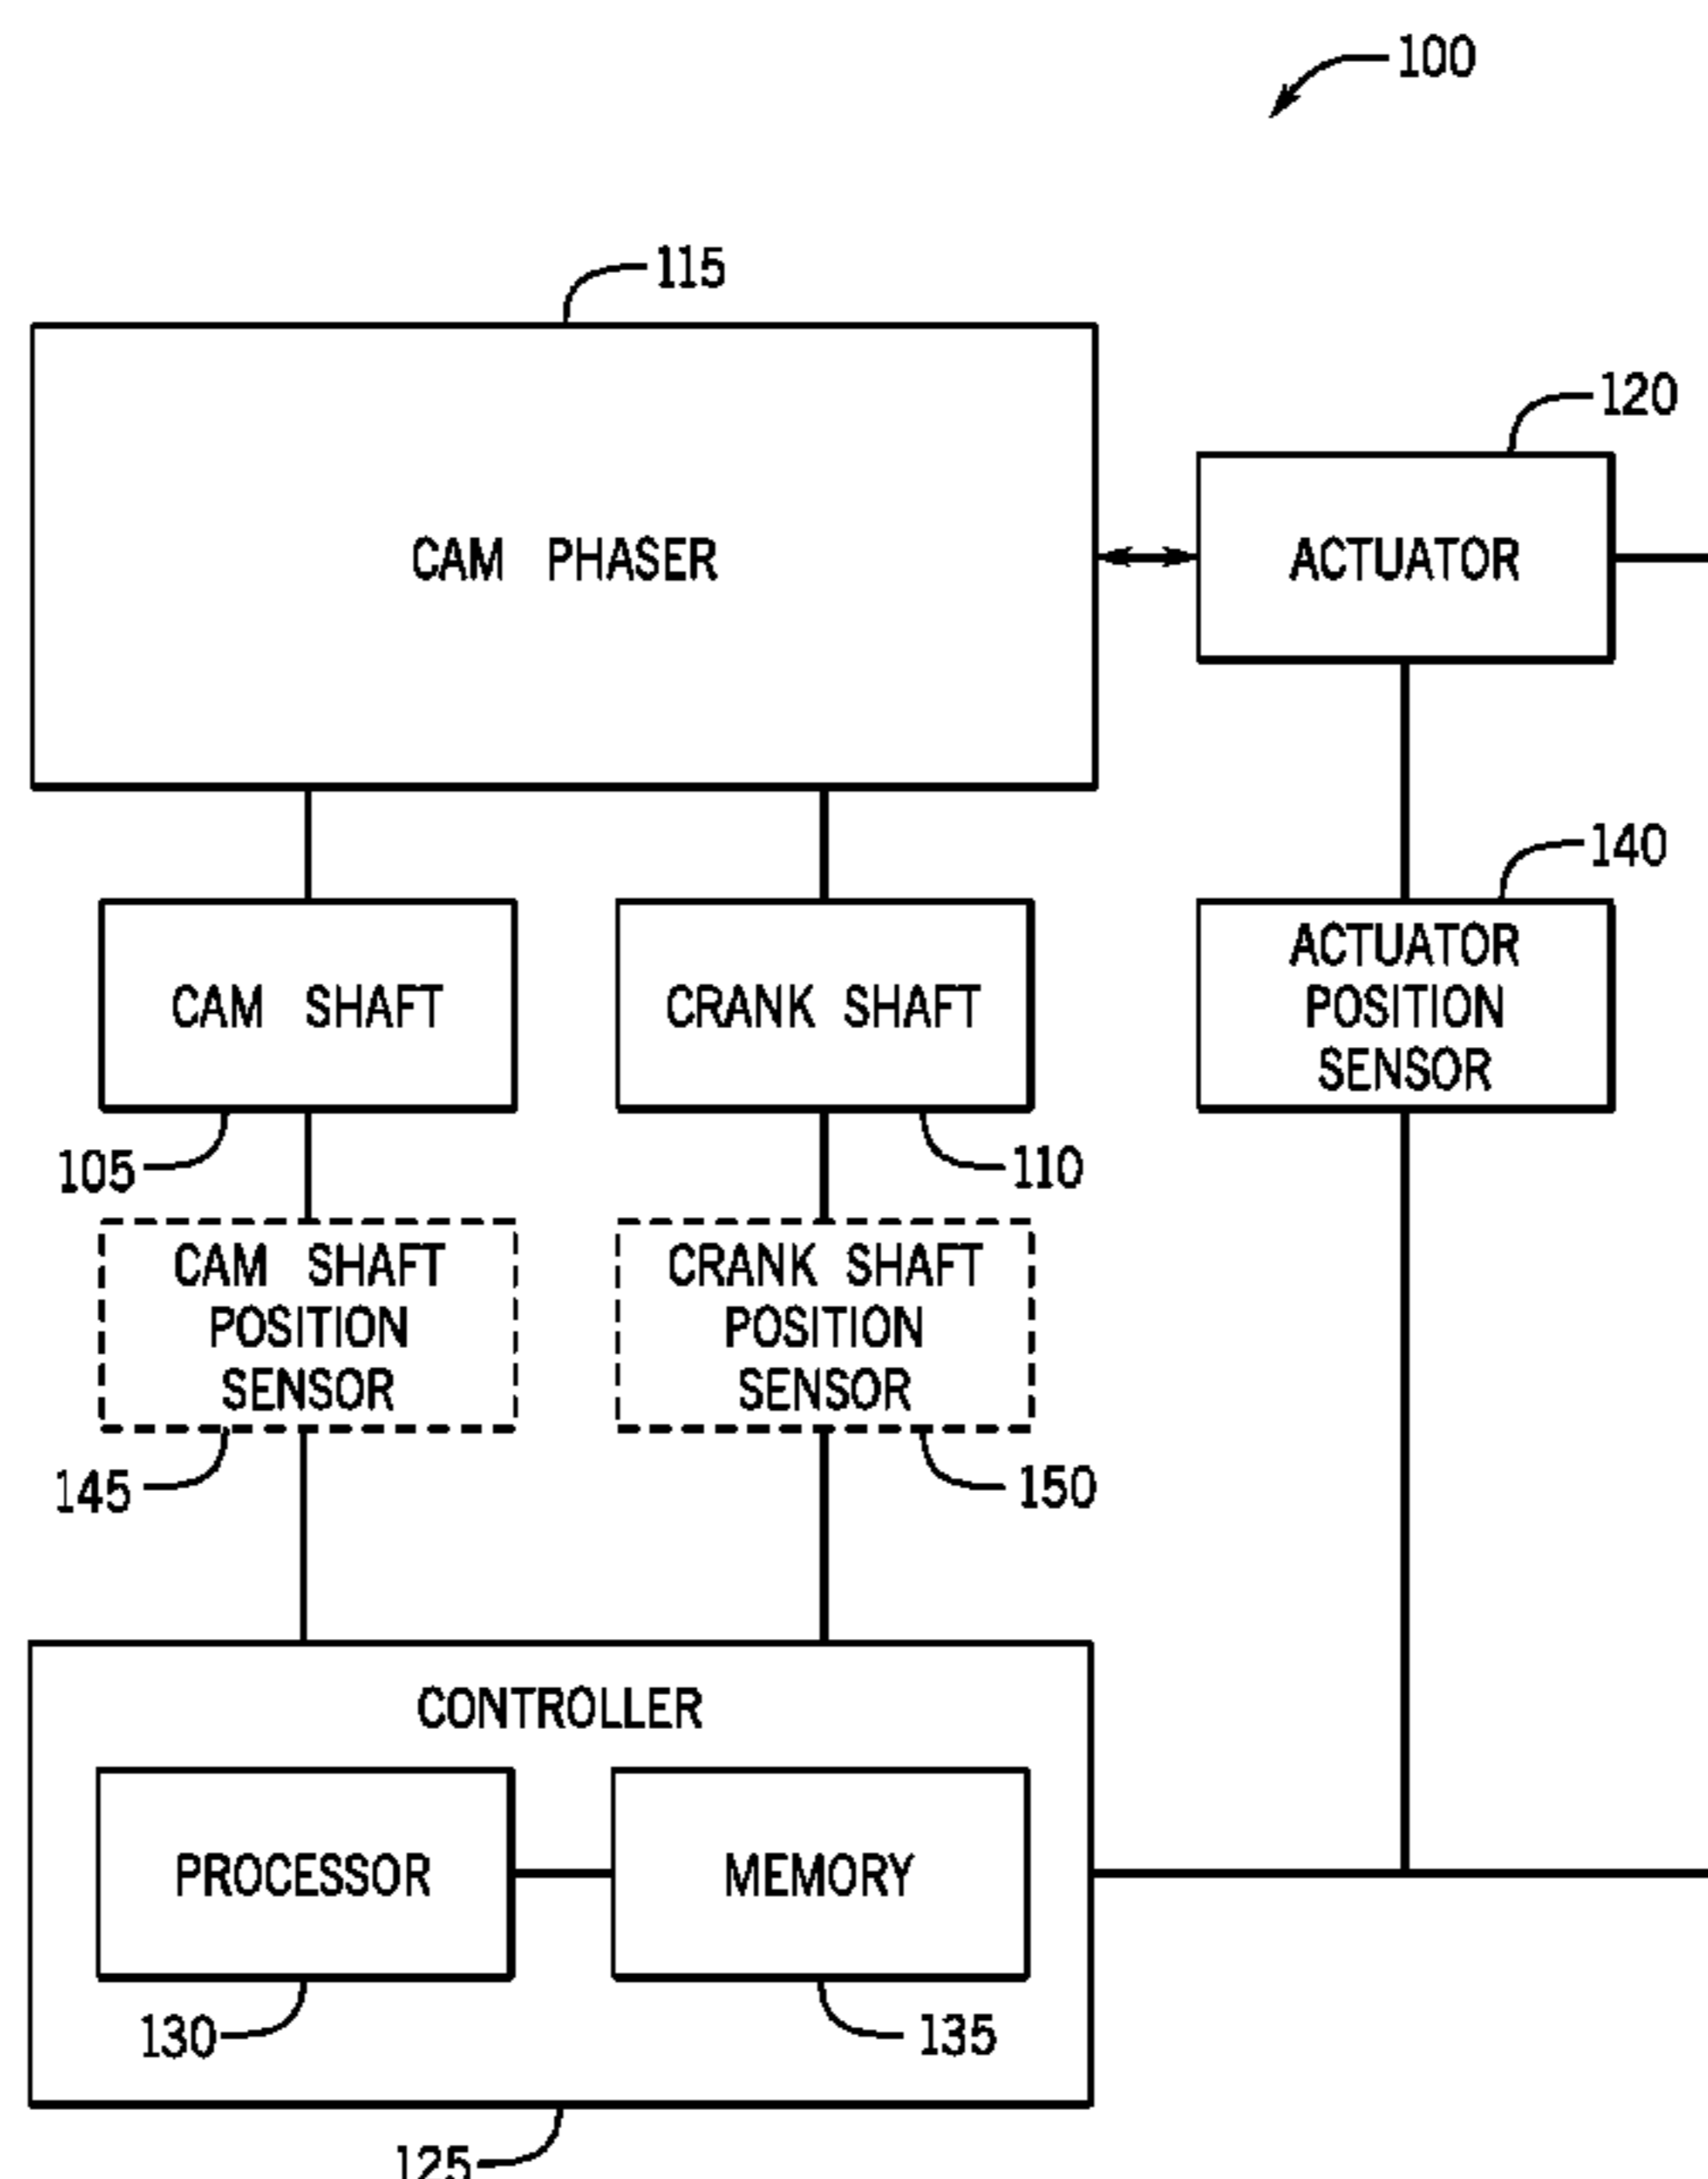 100
115
120
CAM PHASER
ACTUATOR
140
ACTUATOR
POSITION
SENSOR
CAM SHAFT
CRANK SHAFT
105
110
CAM SHAFT
POSITION
SENSOR
CRANK SHAFT
POSITION
SENSOR
145
150
CONTROLLER
PROCESSOR
MEMORY
130
135
125